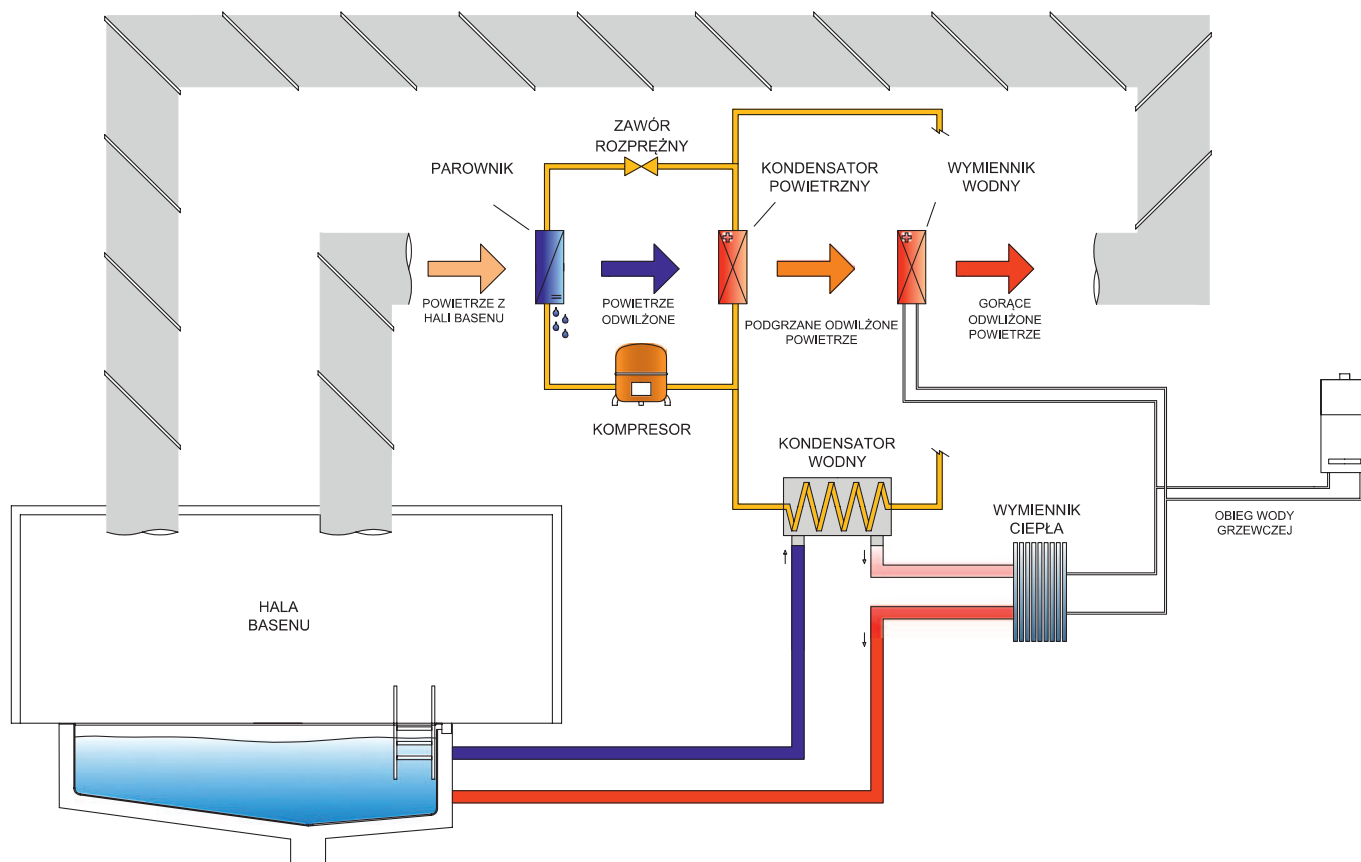 ZAWÓR
ROZPRĘŻNY
PAROWNIK
KONDENSATOR
POWIETRZNY
WYMIENNIK
WODNY
POWIETRZE Z
HALI BASENU
POWIETRZE
ODWILŻONE
PODGRZANE ODWILŻONE
POWIETRZE
GORĄCE
ODWLIŻONE
POWIETRZE
KOMPRESOR
KONDENSATOR
WODNY
WYMIENNIK
CIEPŁA
OBIEG WODY
GRZEWCZEJ
HALA
BASENU